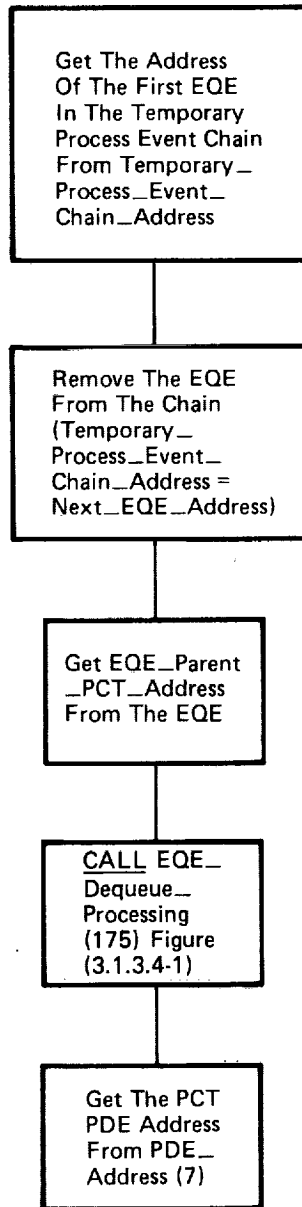 Get The Address
Of The First EQE
In The Temporary
Process Event Chain
From Temporary_
Process_Event_
Chain_Address
Remove The EQE
From The Chain
(Temporary_
Process_Event_
Chain_Address =
Next_EQE_Address)
Get EQE_Parent
_PCT_Address
From The EQE
CALL EQE_
Dequeue_
Processing
(175) Figure
(3.1.3.4-1)
Get The PCT
PDE Address
From PDE_
Address (7)